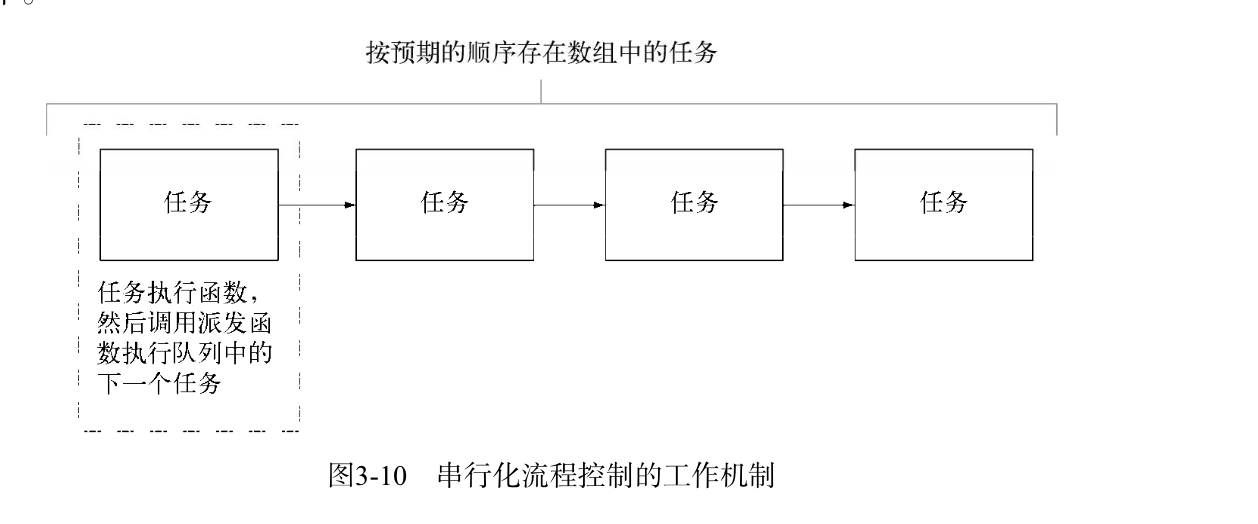 按预期的顺序存在数组中的任务
任务
任务
任务
任务
任务执行函数，
然后调用派发函
数执行队列中的
下一个任务
图3-10 串行化流程控制的工作机制